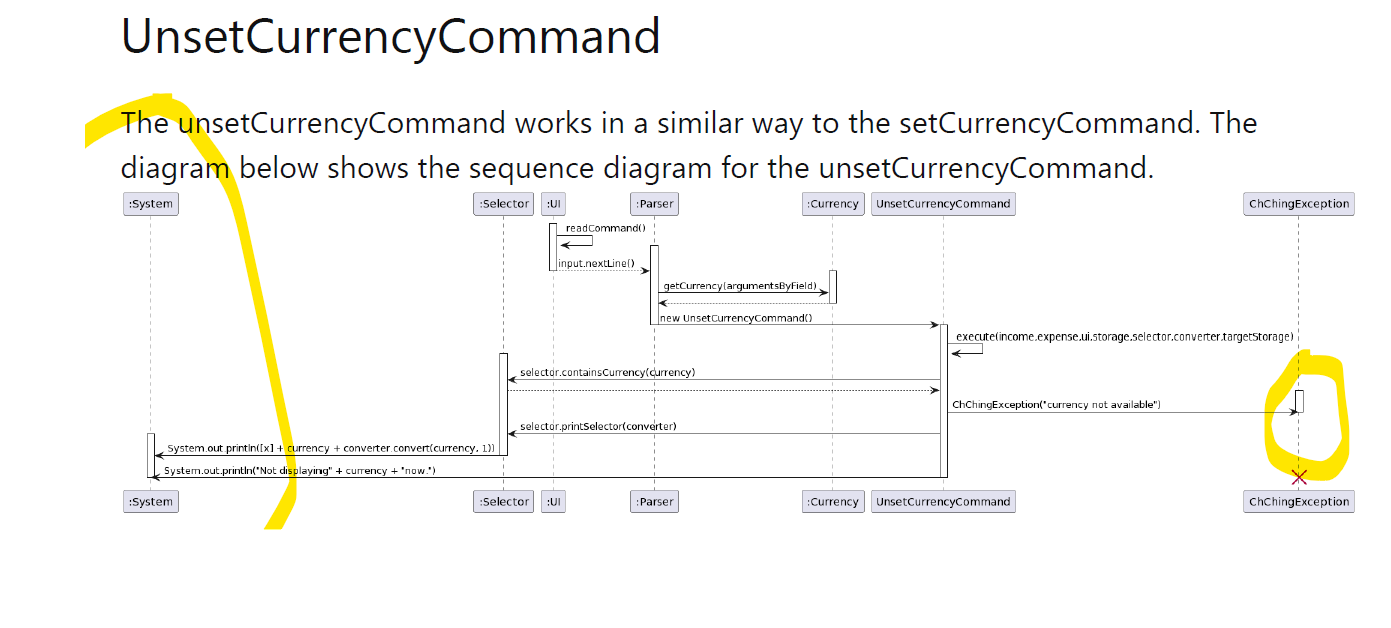 UnsetCurrencyCommand
The unsetCurrencyCommand works in a similar way to the setCurrencyCommand. The
diagram below shows the sequence diagram for the unsetCurrencyCommand.
:System :Selector :UI :Parser :Currency UnsetCurrencyCommand ChChingException
readCommand()
input.nextLine()
getCurrency(argumentsByField)
new UnsetCurrencyCommand()
execute(income,expense,ui,storage,selector,converter,targetStorage)
selector.containsCurrency(currency)
ChChingException("currency not available")
selector.printSelector(converter)
System.out.println([x] + currency + converter.convert(currency, 1))
System.out.println("Not displaying" + currency + "now.")
:System :Selector :UI :Parser :Currency UnsetCurrencyCommand ChChingException